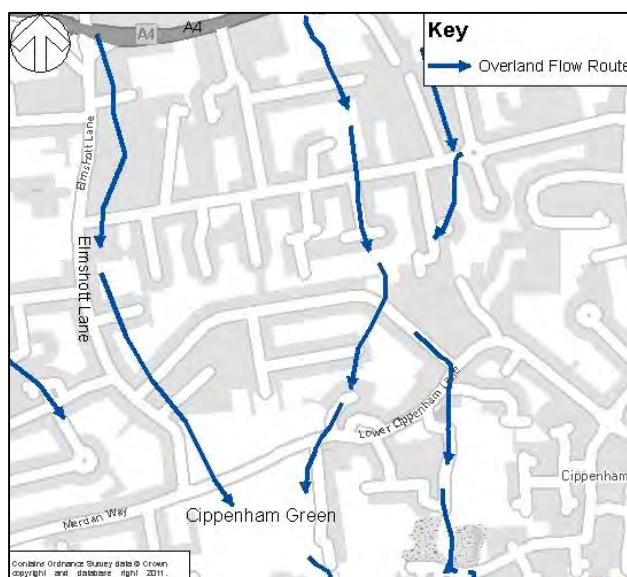 A4
A4
Key
Overland Flow Route
Elmshott Lane
Elmshott Lane
Lower Cippenham Lane
Cippenham
Merdan Way
Cippenham Green
Contains Ordnance Survey data © Crown
copyright and database right 2011.